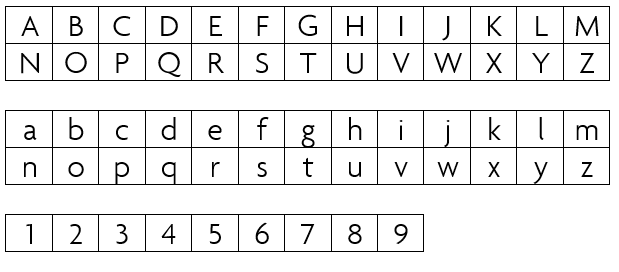 A B C D E F G H I J K L M
N O P Q R S T U V W X Y Z
a b c d e f g h i j k l m
n o p q r s t u v w x y z
1 2 3 4 5 6 7 8 9